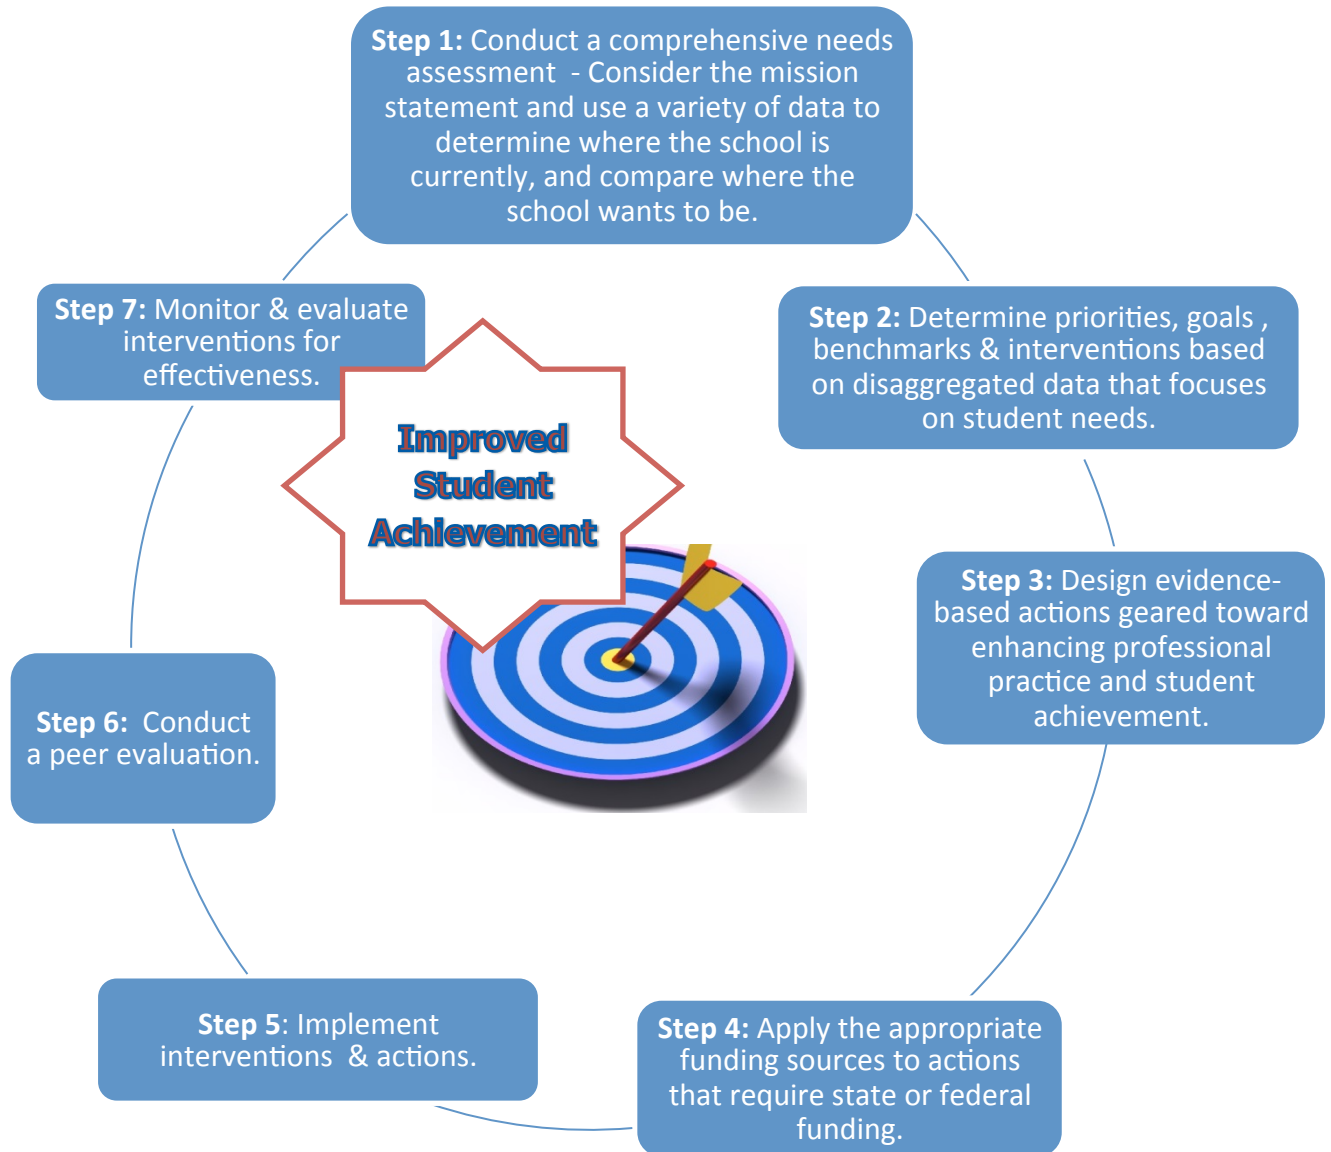 Step 1: Conduct a comprehensive needs
assessment  - Consider the mission
statement and use a variety of data to
determine where the school is
currently, and compare where the
school wants to be.
Step 2: Determine priorities, goals ,
benchmarks & interventions based
on disaggregated data that focuses
on student needs.
Step 3: Design evidence-
based actions geared toward
enhancing professional
practice and student
achievement.
Step 4: Apply the appropriate
funding sources to actions
that require state or federal
funding.
Step 5: Implement
interventions  & actions.
Step 6:  Conduct
a peer evaluation.
Step 7: Monitor & evaluate
interventions for
effectiveness.
Improved
Student
Achievement